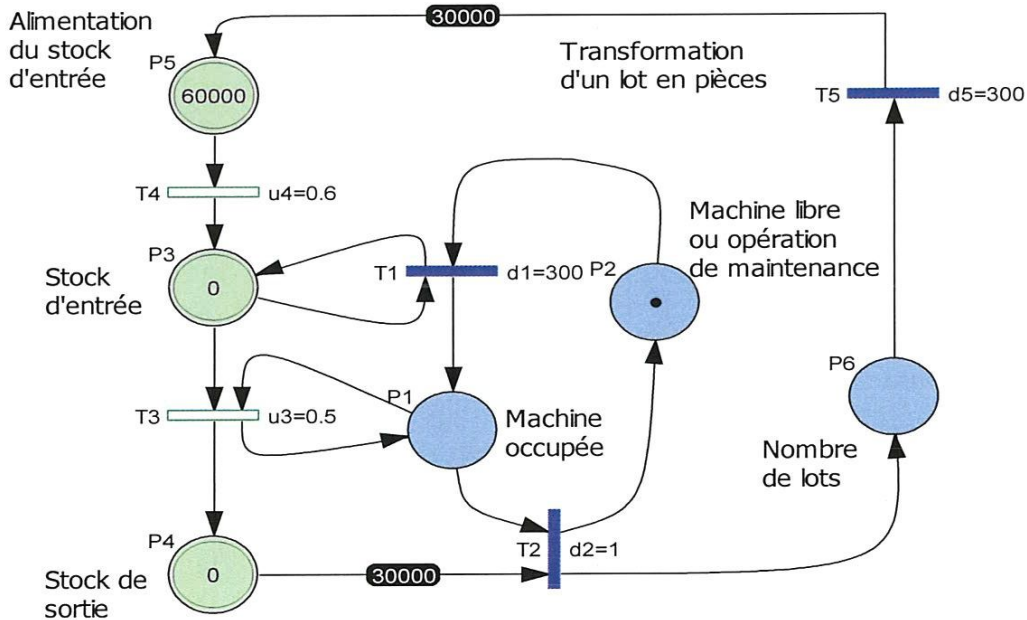 Alimentation
du stock
d'entrée
30000
P5
60000
Transformation
d'un lot en pièces
T5
d5=300
T4
u4=0.6
P3
0
Stock
d'entrée
T1
d1=300
Machine libre
ou opération
de maintenance
P2
P6
T3
u3=0.5
P1
Machine
occupée
Nombre
de lots
P4
0
30000
T2
d2=1
Stock de
sortie